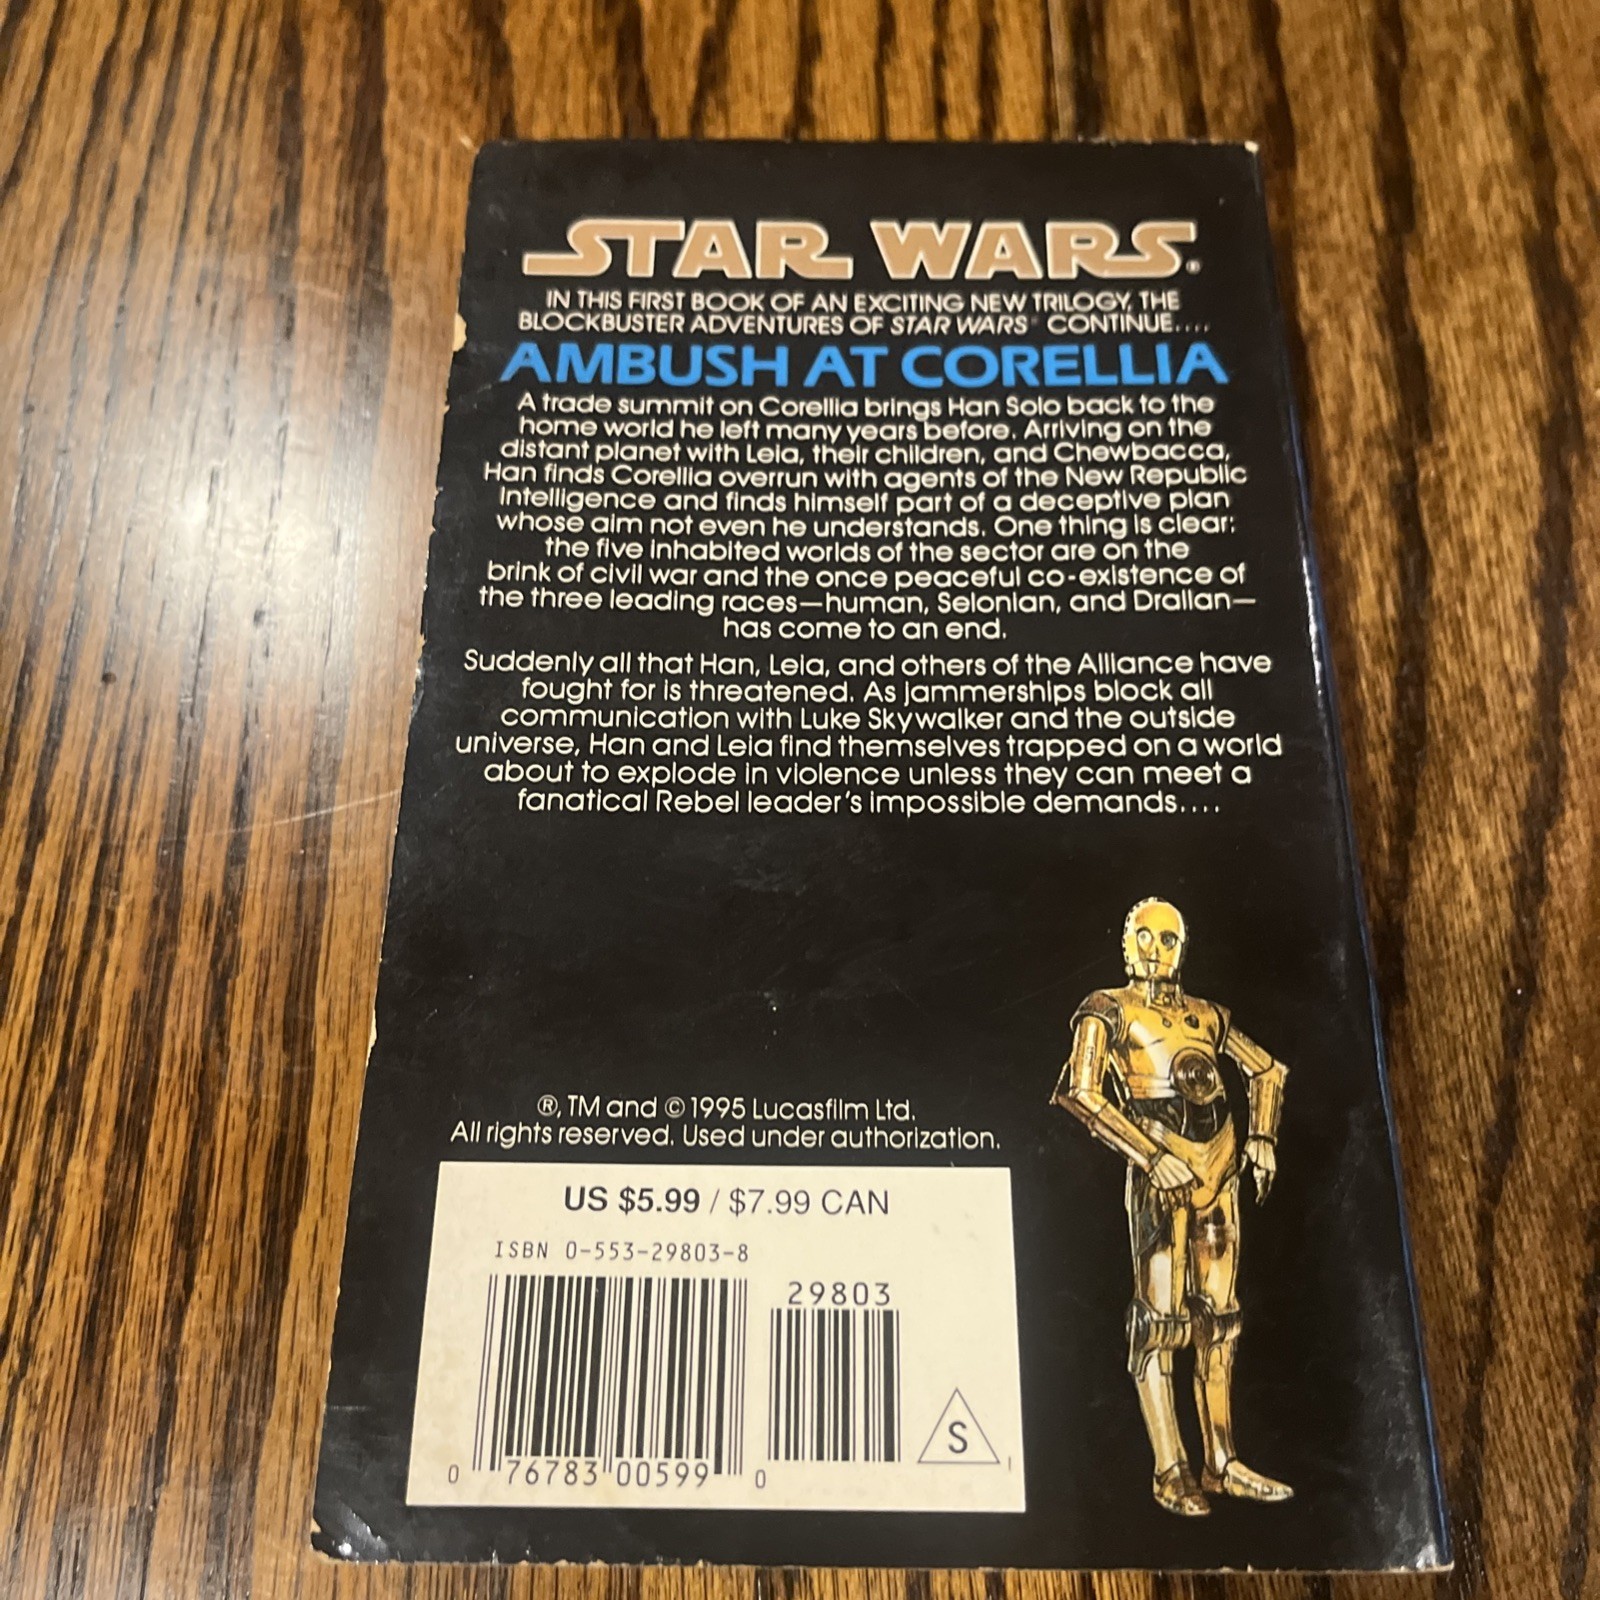 STAR WARS®
IN THIS FIRST BOOK OF AN EXCITING NEW TRILOGY, THE
BLOCKBUSTER ADVENTURES OF STAR WARS® CONTINUE....
AMBUSH AT CORELLIA
A trade summit on Corellia brings Han Solo back to the
home world he left many years before. Arriving on the
distant planet with Leia, their children, and Chewbacca,
Han finds Corellia overrun with agents of the New Republic
Intelligence and finds himself part of a deceptive plan
whose aim not even he understands. One thing is clear:
the five inhabited worlds of the sector are on the
brink of civil war and the once peaceful co-existence of
the three leading races—human, Selonian, and Drallan—
has come to an end.
Suddenly all that Han, Leia, and others of the Alliance have
fought for is threatened. As jammerships block all
communication with Luke Skywalker and the outside
universe, Han and Leia find themselves trapped on a world
about to explode in violence unless they can meet a
fanatical Rebel leader's impossible demands....
®, TM and © 1995 Lucasfilm Ltd.
All rights reserved. Used under authorization.
US $5.99 / $7.99 CAN
ISBN 0-553-29803-8
29803
0 76783 00599 0
S